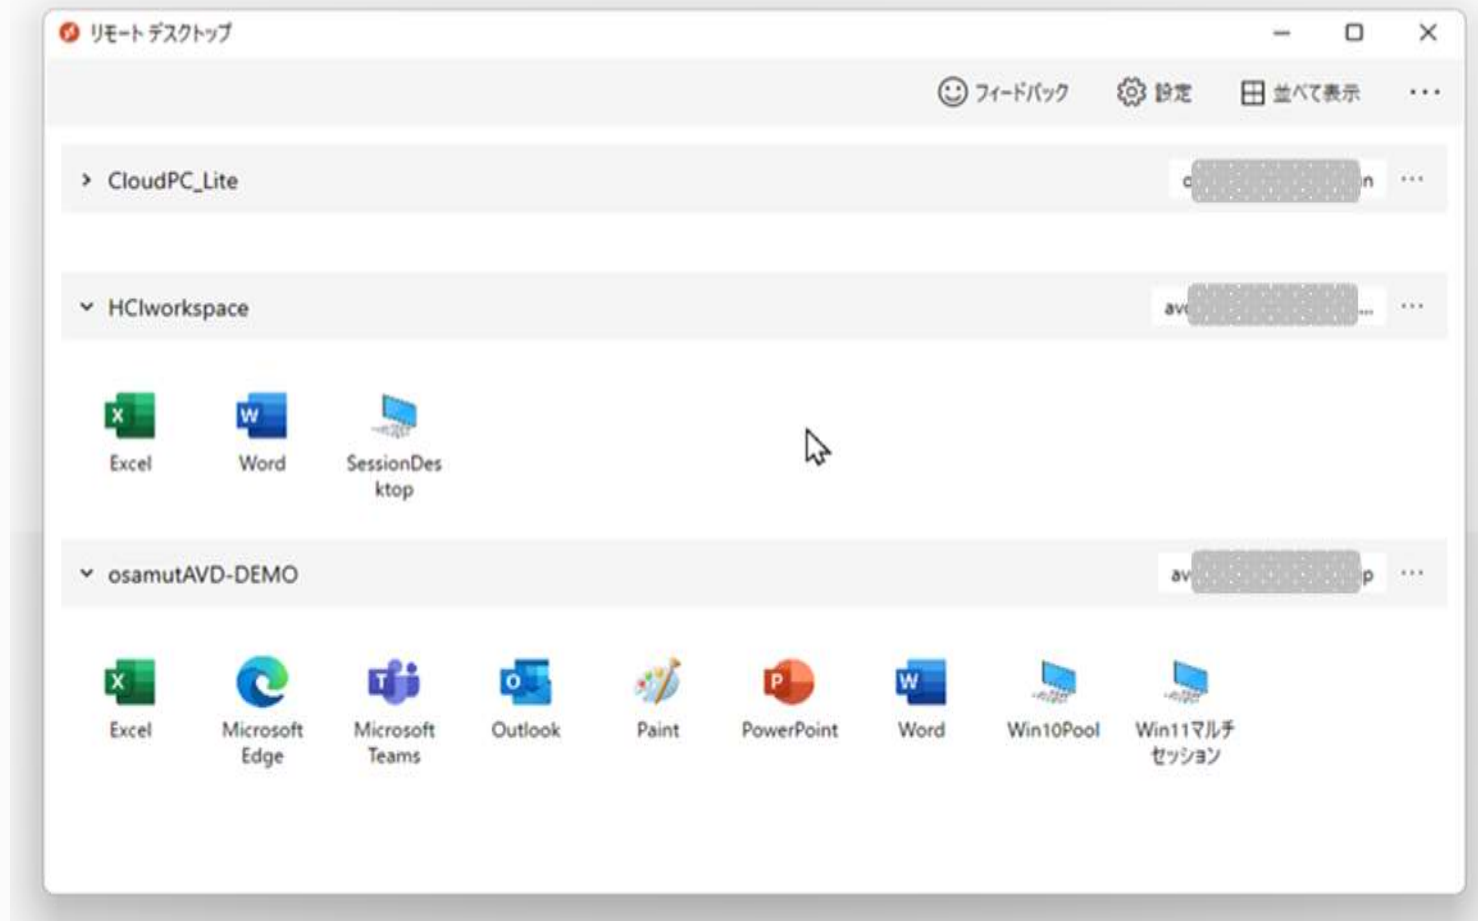 リモート デスクトップ
フィードバック 設定 並べて表示 ...
CloudPC_Lite ...
HCIworkspace ...
Excel Word SessionDes
ktop
osamutAVD-DEMO ...
Excel Microsoft Microsoft Outlook Paint PowerPoint Word Win10Pool Win11マルチ
Edge Teams セッション